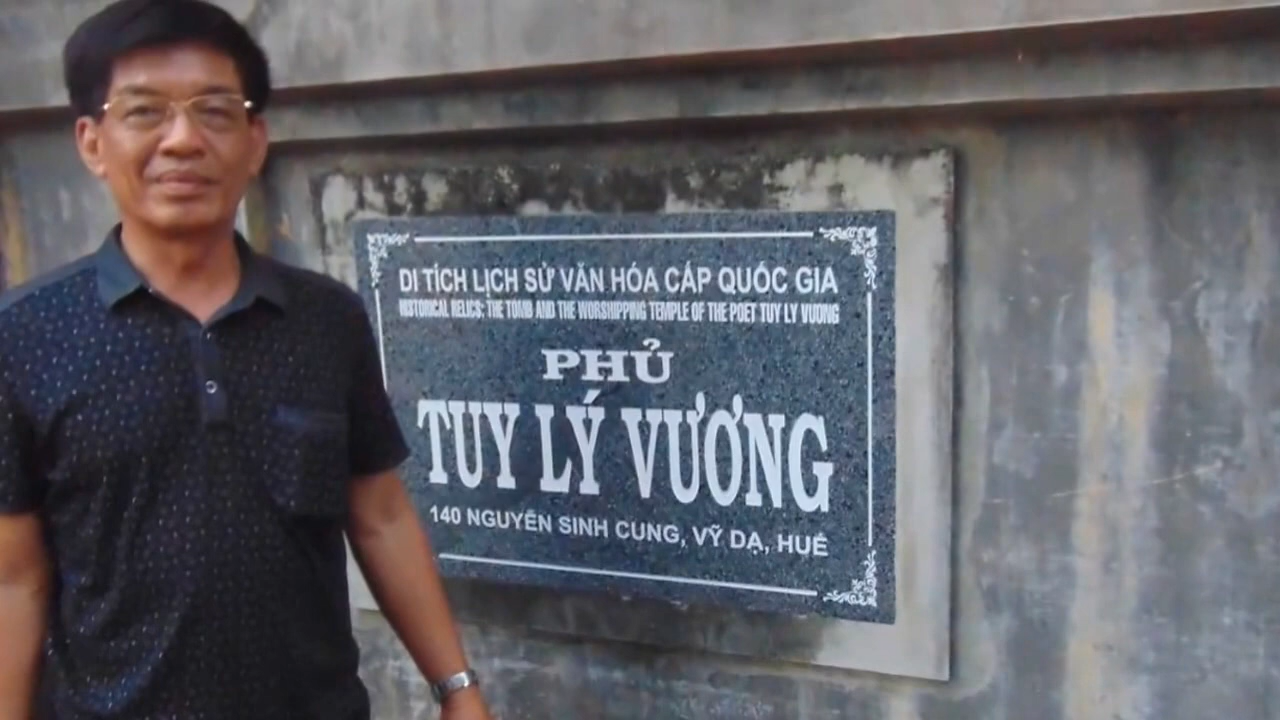 DI TÍCH LỊCH SỬ VĂN HÓA CẤP QUỐC GIA
HISTORICAL RELICS: THE TOMB AND THE WORSHIPPING TEMPLE OF THE POET TUY LY VUONG
PHỦ
TUY LÝ VƯƠNG
140 NGUYỄN SINH CUNG, VỸ DẠ, HUẾ